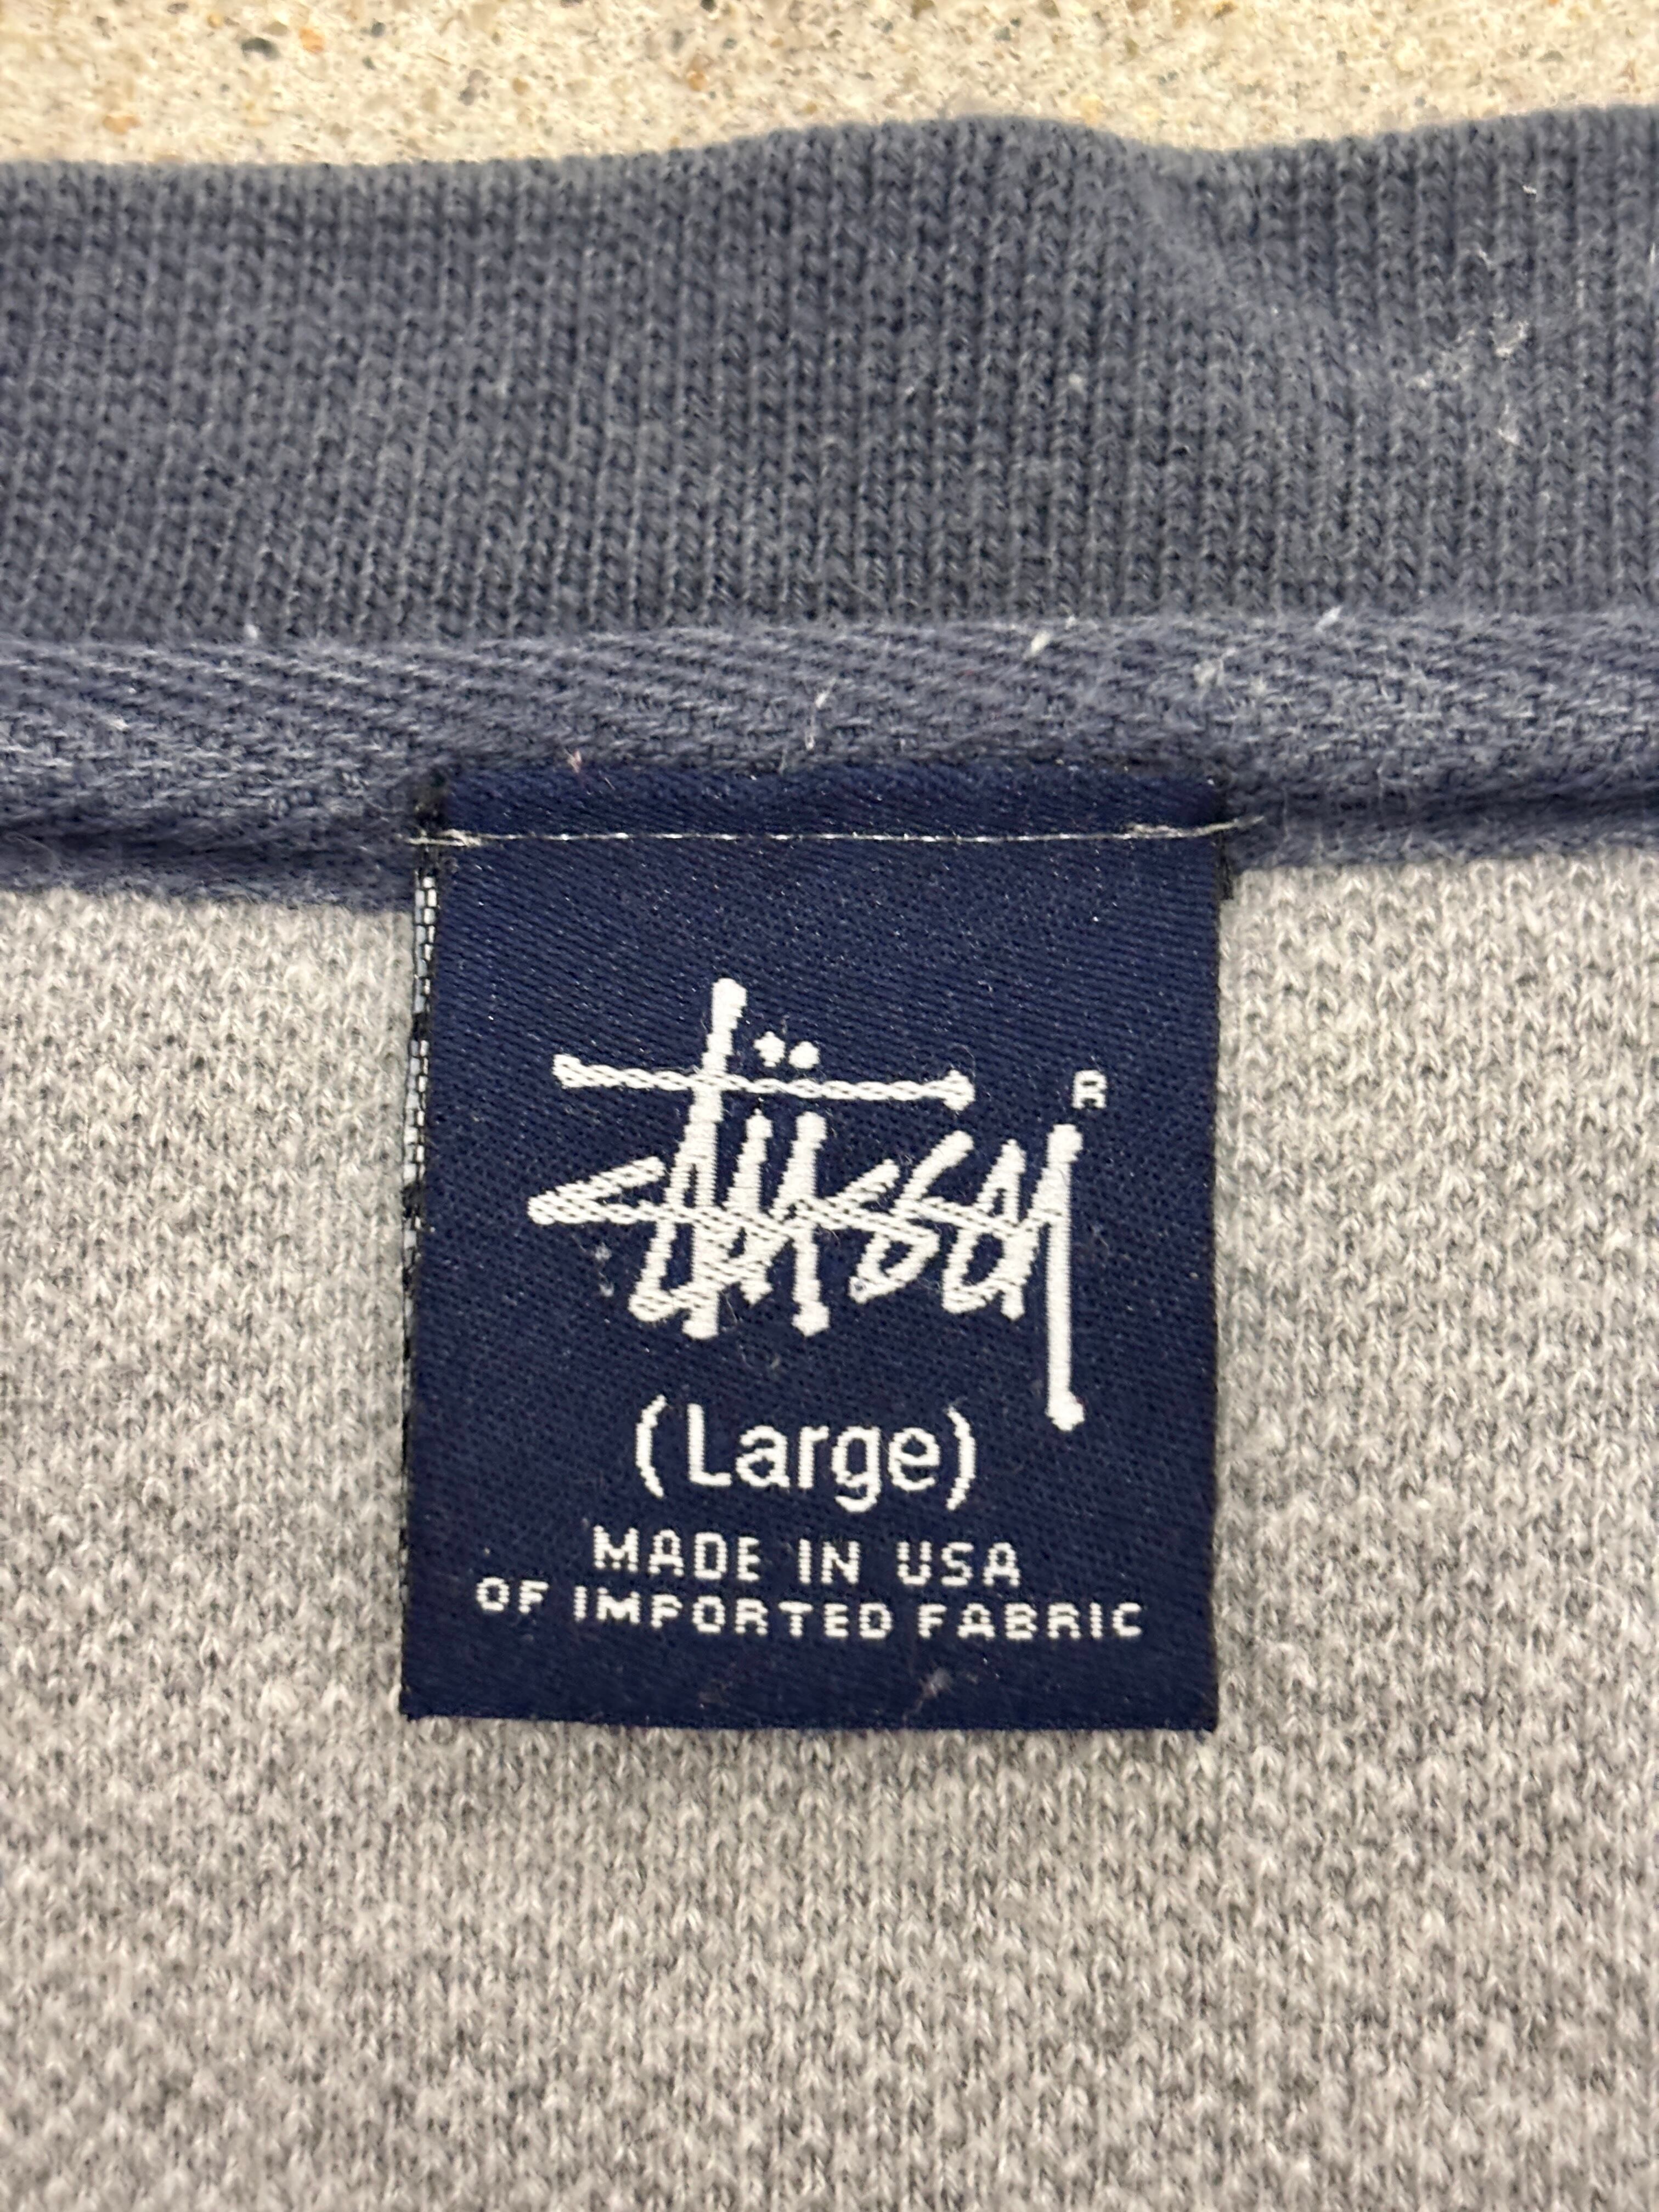 Stüssy ®
(Large)
MADE IN USA
OF IMPORTED FABRIC